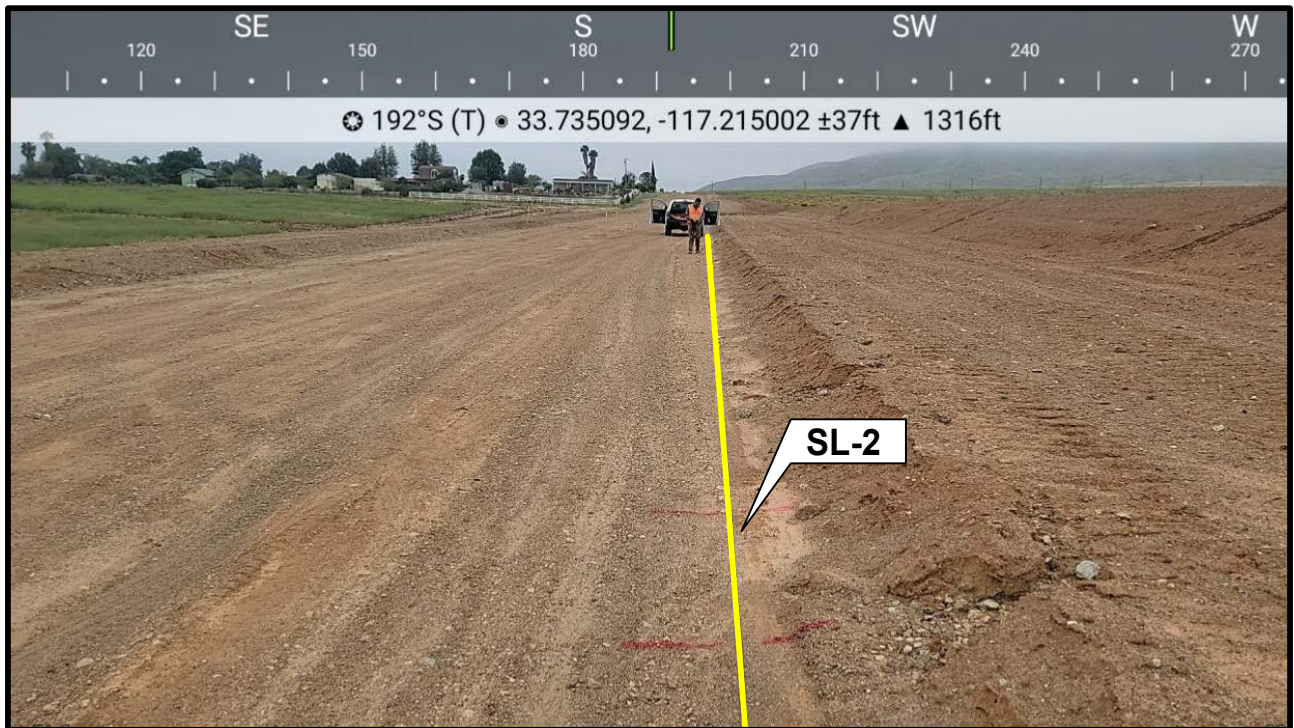 SE S SW W
120 150 180 210 240 270
192°S (T) 33.735092, -117.215002 ±37ft ▲ 1316ft
SL-2